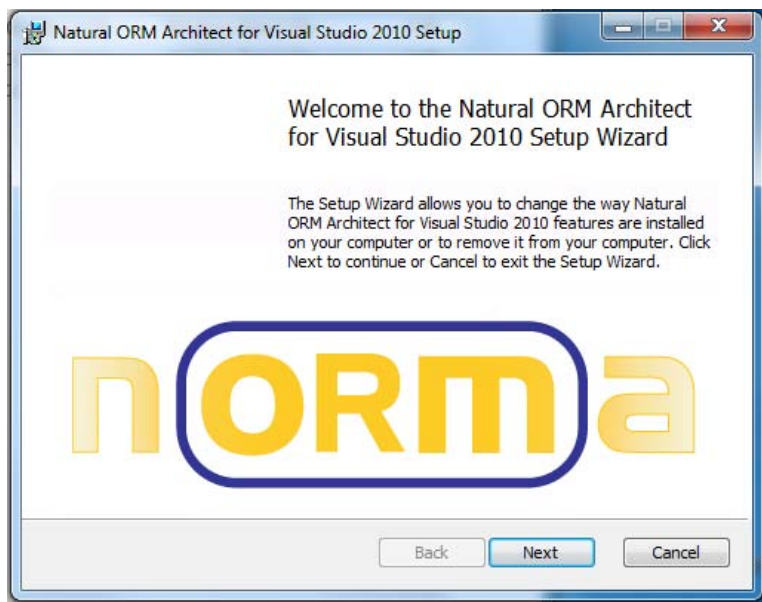 Natural ORM Architect for Visual Studio 2010 Setup
Welcome to the Natural ORM Architect
for Visual Studio 2010 Setup Wizard
The Setup Wizard allows you to change the way Natural
ORM Architect for Visual Studio 2010 features are installed
on your computer or to remove it from your computer. Click
Next to continue or Cancel to exit the Setup Wizard.
nORMa
Back Next Cancel